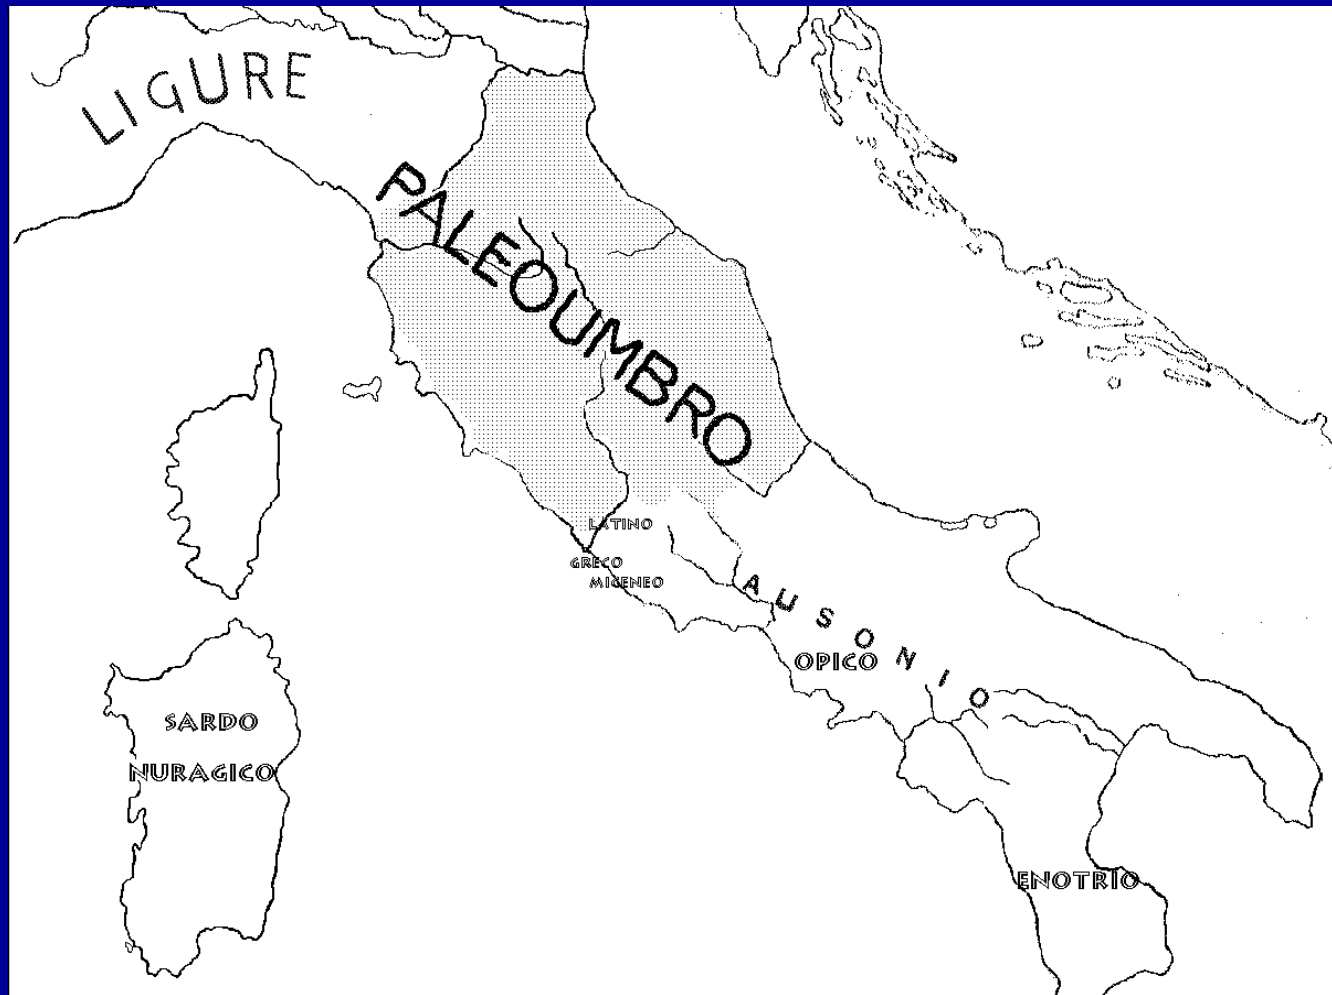 LIGURE
PALEOUMBRO
LATINO
GRECO
MICENEO
AUSONIO
OPICO
SARDO
NURAGICO
ENOTRIO